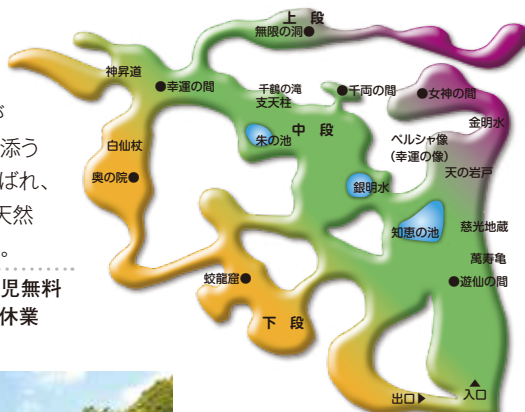 上 段
無限の洞
神昇道
幸運の間
千鶴の滝
支天柱
千両の間
女神の間
金明水
が
添う
ばれ、
天然
。
児無料
休業
白仙杖
奥の院
中 段
朱の池
ペルシャ像
(幸運の像)
天の岩戸
銀明水
知恵の池
慈光地蔵
萬寿亀
遊仙の間
蛟龍窟
下 段
出口
入口